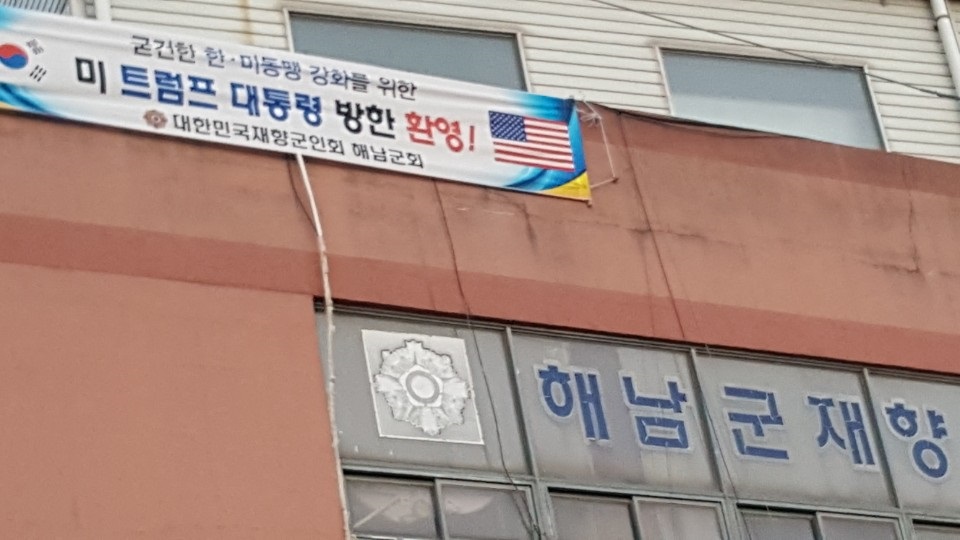 굳건한 한·미동맹 강화를 위한
미 트럼프 대통령 방한 환영!
대한민국재향군인회 해남군회
해남군재향